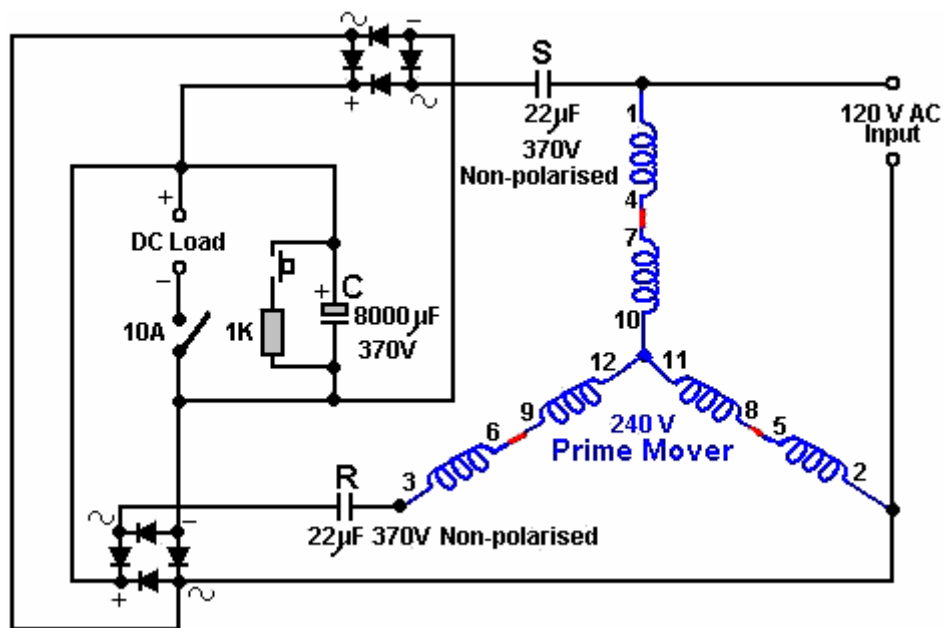 −
S
+
22µF
370V
Non-polarised
120 V AC
Input
1
4
7
10
+
DC Load
−
10A
1K
+
C
8000µF
370V
12
11
9
8
6
5
240 V
Prime Mover
3
2
R
22µF 370V Non-polarised
−
+